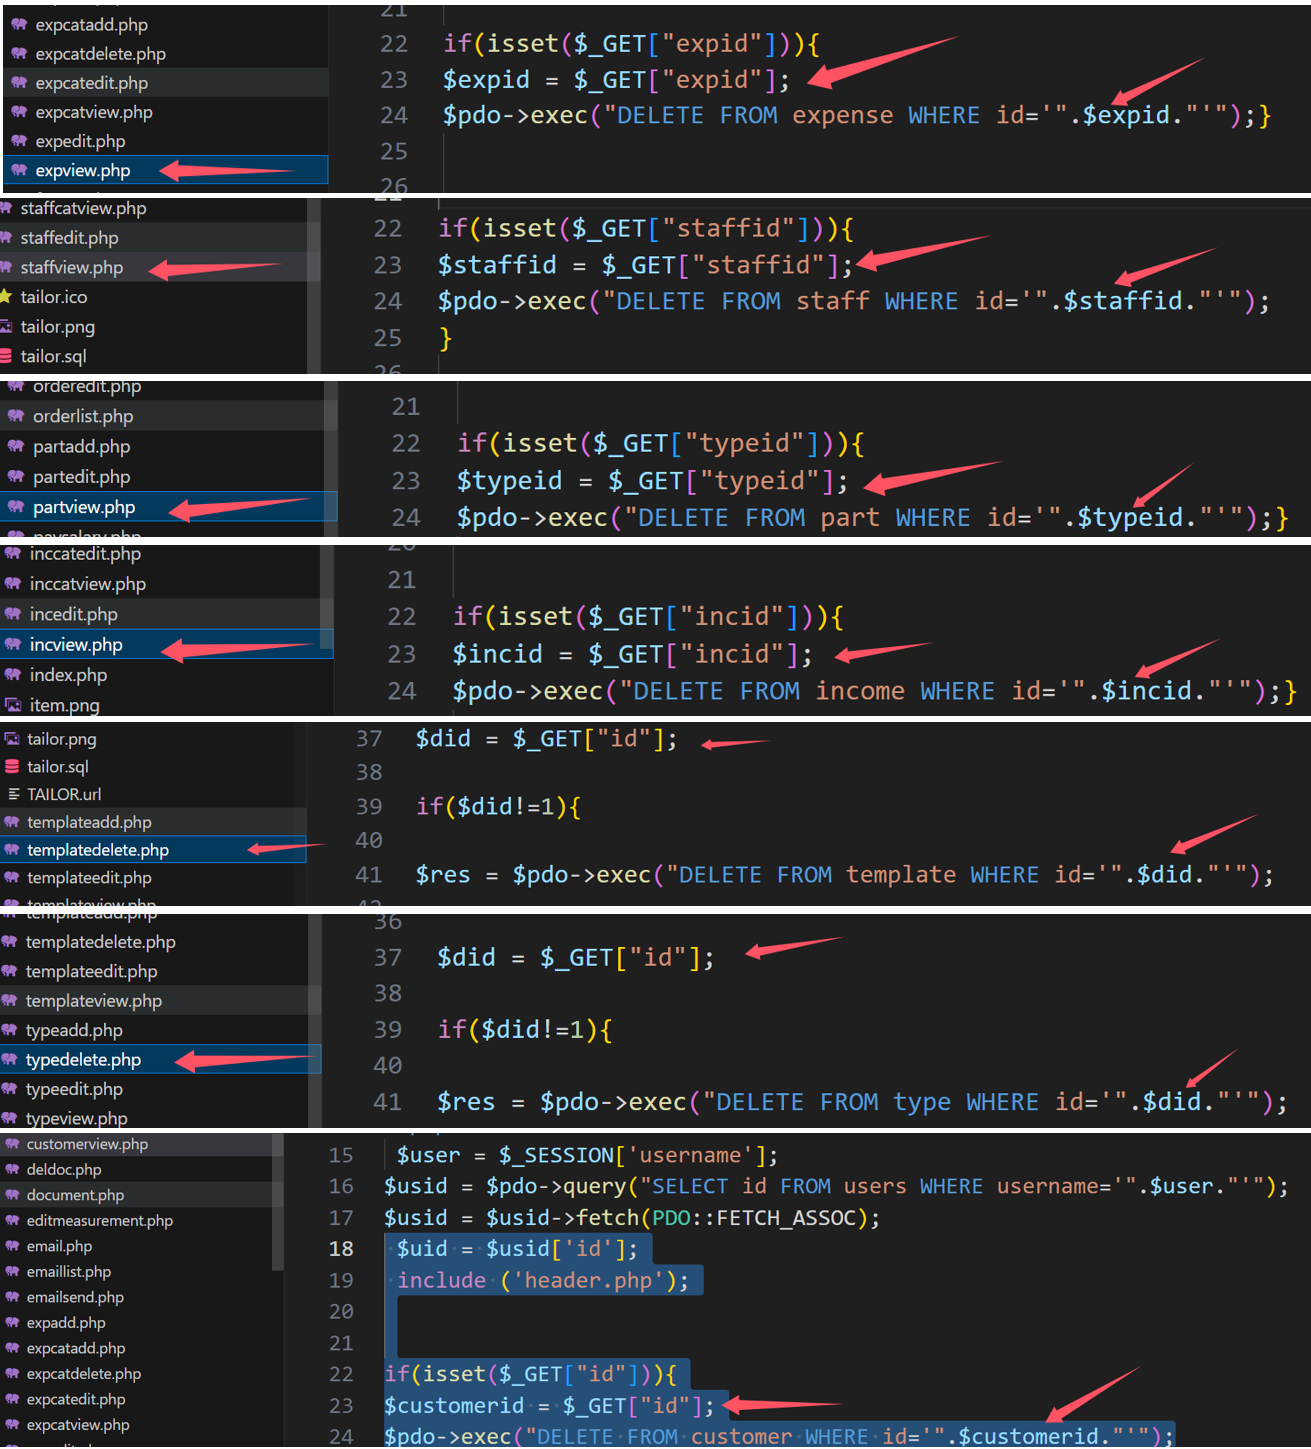 expcatadd.php
expcatdelete.php
expcatedit.php
expcatview.php
expedit.php
expview.php
21
22 if(isset($_GET["expid"])){
23 $expid = $_GET["expid"];
24 $pdo->exec("DELETE FROM expense WHERE id='".$expid."'");}
25
26
staffcatview.php
staffedit.php
staffview.php
tailor.ico
tailor.png
tailor.sql
21
22 if(isset($_GET["staffid"])){
23 $staffid = $_GET["staffid"];
24 $pdo->exec("DELETE FROM staff WHERE id='".$staffid."'");
25 }
26
orderedit.php
orderlist.php
partadd.php
partedit.php
partview.php
paysalary.php
21
22 if(isset($_GET["typeid"])){
23 $typeid = $_GET["typeid"];
24 $pdo->exec("DELETE FROM part WHERE id='".$typeid."'");}
inccatedit.php
inccatview.php
incedit.php
incview.php
index.php
item.png
20
21
22 if(isset($_GET["incid"])){
23 $incid = $_GET["incid"];
24 $pdo->exec("DELETE FROM income WHERE id='".$incid."'");}
tailor.png
tailor.sql
TAILOR.url
templateadd.php
templatedelete.php
templateedit.php
templateview.php
37 $did = $_GET["id"];
38
39 if($did!=1){
40
41 $res = $pdo->exec("DELETE FROM template WHERE id='".$did."'");
42
templateadd.php
templatedelete.php
templateedit.php
templateview.php
typeadd.php
typedelete.php
typeedit.php
typeview.php
36
37 $did = $_GET["id"];
38
39 if($did!=1){
40
41 $res = $pdo->exec("DELETE FROM type WHERE id='".$did."'");
customerview.php
deldoc.php
document.php
editmeasurement.php
email.php
emaillist.php
emailsend.php
expadd.php
expcatadd.php
expcatdelete.php
expcatedit.php
expcatview.php
15 $user = $_SESSION['username'];
16 $usid = $pdo->query("SELECT id FROM users WHERE username='".$user."'");
17 $usid = $usid->fetch(PDO::FETCH_ASSOC);
18 $uid = $usid['id'];
19 include ('header.php');
20
21
22 if(isset($_GET["id"])){
23 $customerid = $_GET["id"];
24 $pdo->exec("DELETE FROM customer WHERE id='".$customerid."'");